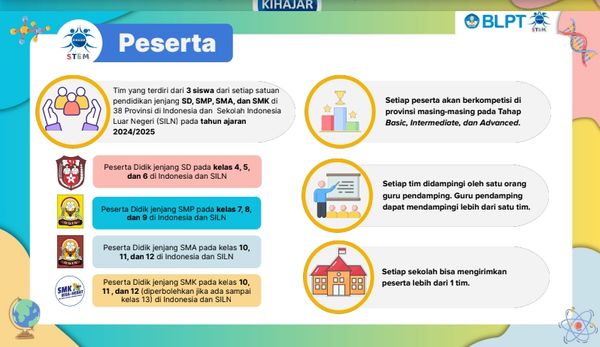 KIHAJAR
STEM
Peserta
BLPT
STEM
Tim yang terdiri dari 3 siswa dari setiap satuan
pendidikan jenjang SD, SMP, SMA, dan SMK di
38 Provinsi di Indonesia dan Sekolah Indonesia
Luar Negeri (SILN) pada tahun ajaran
2024/2025
Peserta Didik jenjang SD pada kelas 4, 5,
dan 6 di Indonesia dan SILN
Peserta Didik jenjang SMP pada kelas 7, 8,
dan 9 di Indonesia dan SILN
Peserta Didik jenjang SMA pada kelas 10,
11, dan 12 di Indonesia dan SILN
SMK
BISA-HEBAT
Peserta Didik jenjang SMK pada kelas 10,
11 , dan 12 (diperbolehkan jika ada sampai
kelas 13) di Indonesia dan SILN
Setiap peserta akan berkompetisi di
provinsi masing-masing pada Tahap
Basic, Intermediate, dan Advanced.
Setiap tim didampingi oleh satu orang
guru pendamping. Guru pendamping
dapat mendampingi lebih dari satu tim.
Setiap sekolah bisa mengirimkan
peserta lebih dari 1 tim.